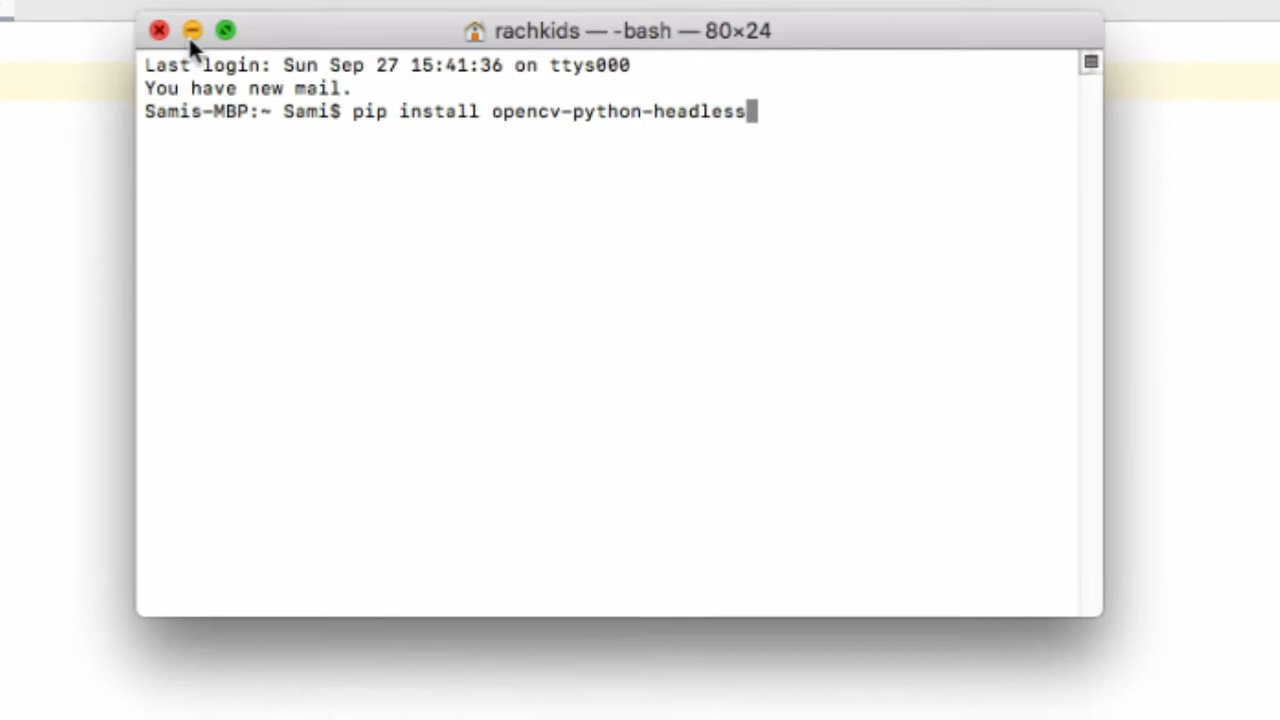 rachkids — -bash — 80×24
Last login: Sun Sep 27 15:41:36 on ttys000
You have new mail.
Samis-MBP:~ Sami$ pip install opencv-python-headless